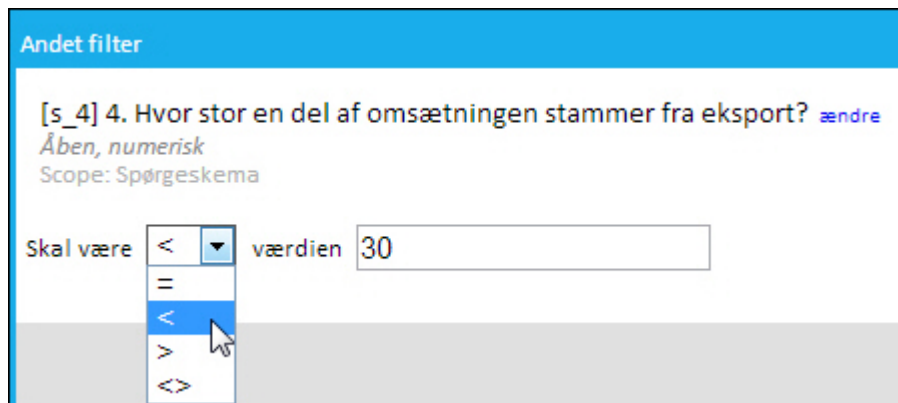 Andet filter
[s_4] 4. Hvor stor en del af omsætningen stammer fra eksport? ændre
Åben, numerisk
Scope: Spørgeskema
Skal være < værdien 30
=
<
>
<>